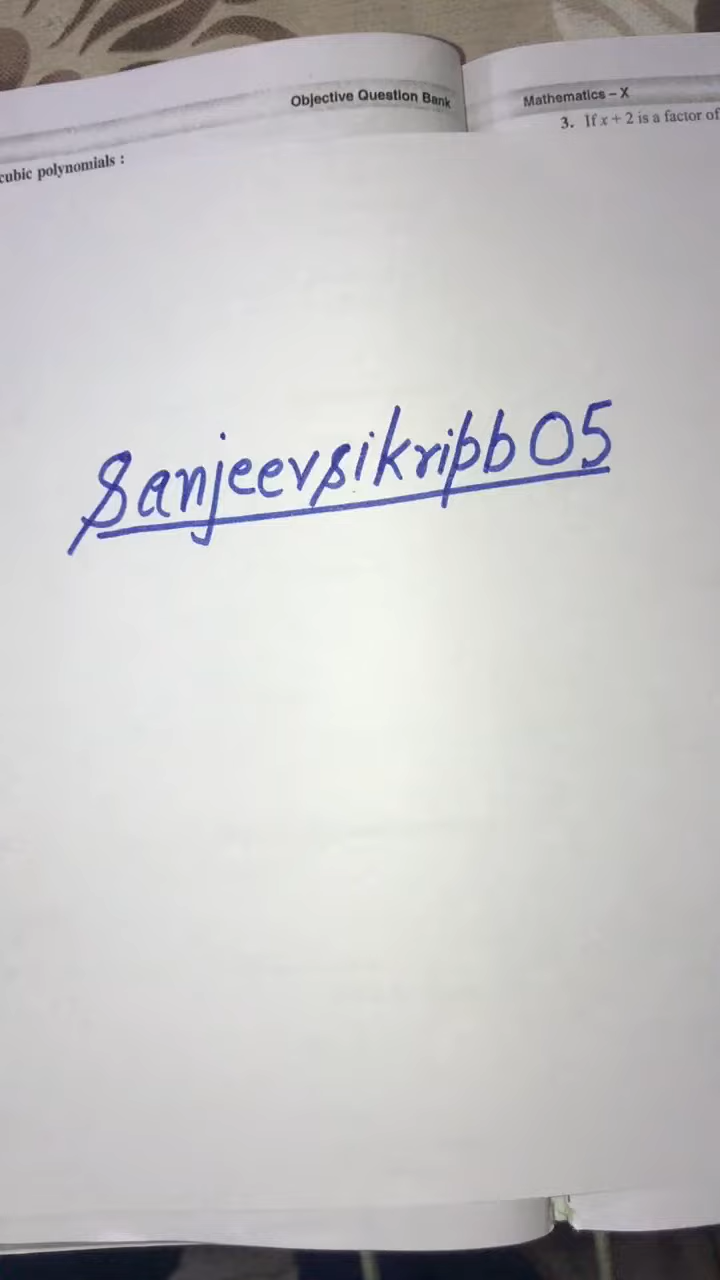 Objective Question Bank
Mathematics – X
cubic polynomials :
3. If x + 2 is a factor of
Sanjeevsikripb05